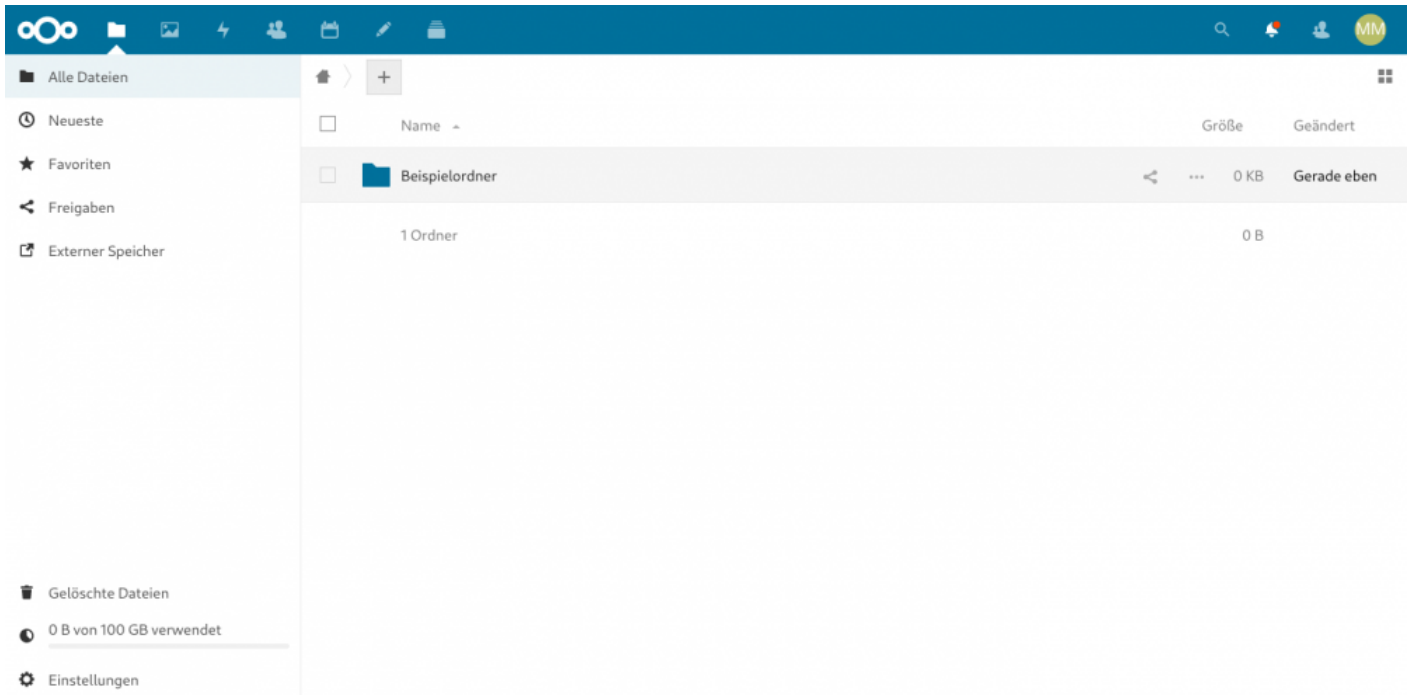 MM
Alle Dateien
Neueste
Favoriten
Freigaben
Externer Speicher
Gelöschte Dateien
0 B von 100 GB verwendet
Einstellungen
Name Größe Geändert
Beispielordner 0 KB Gerade eben
1 Ordner 0 B